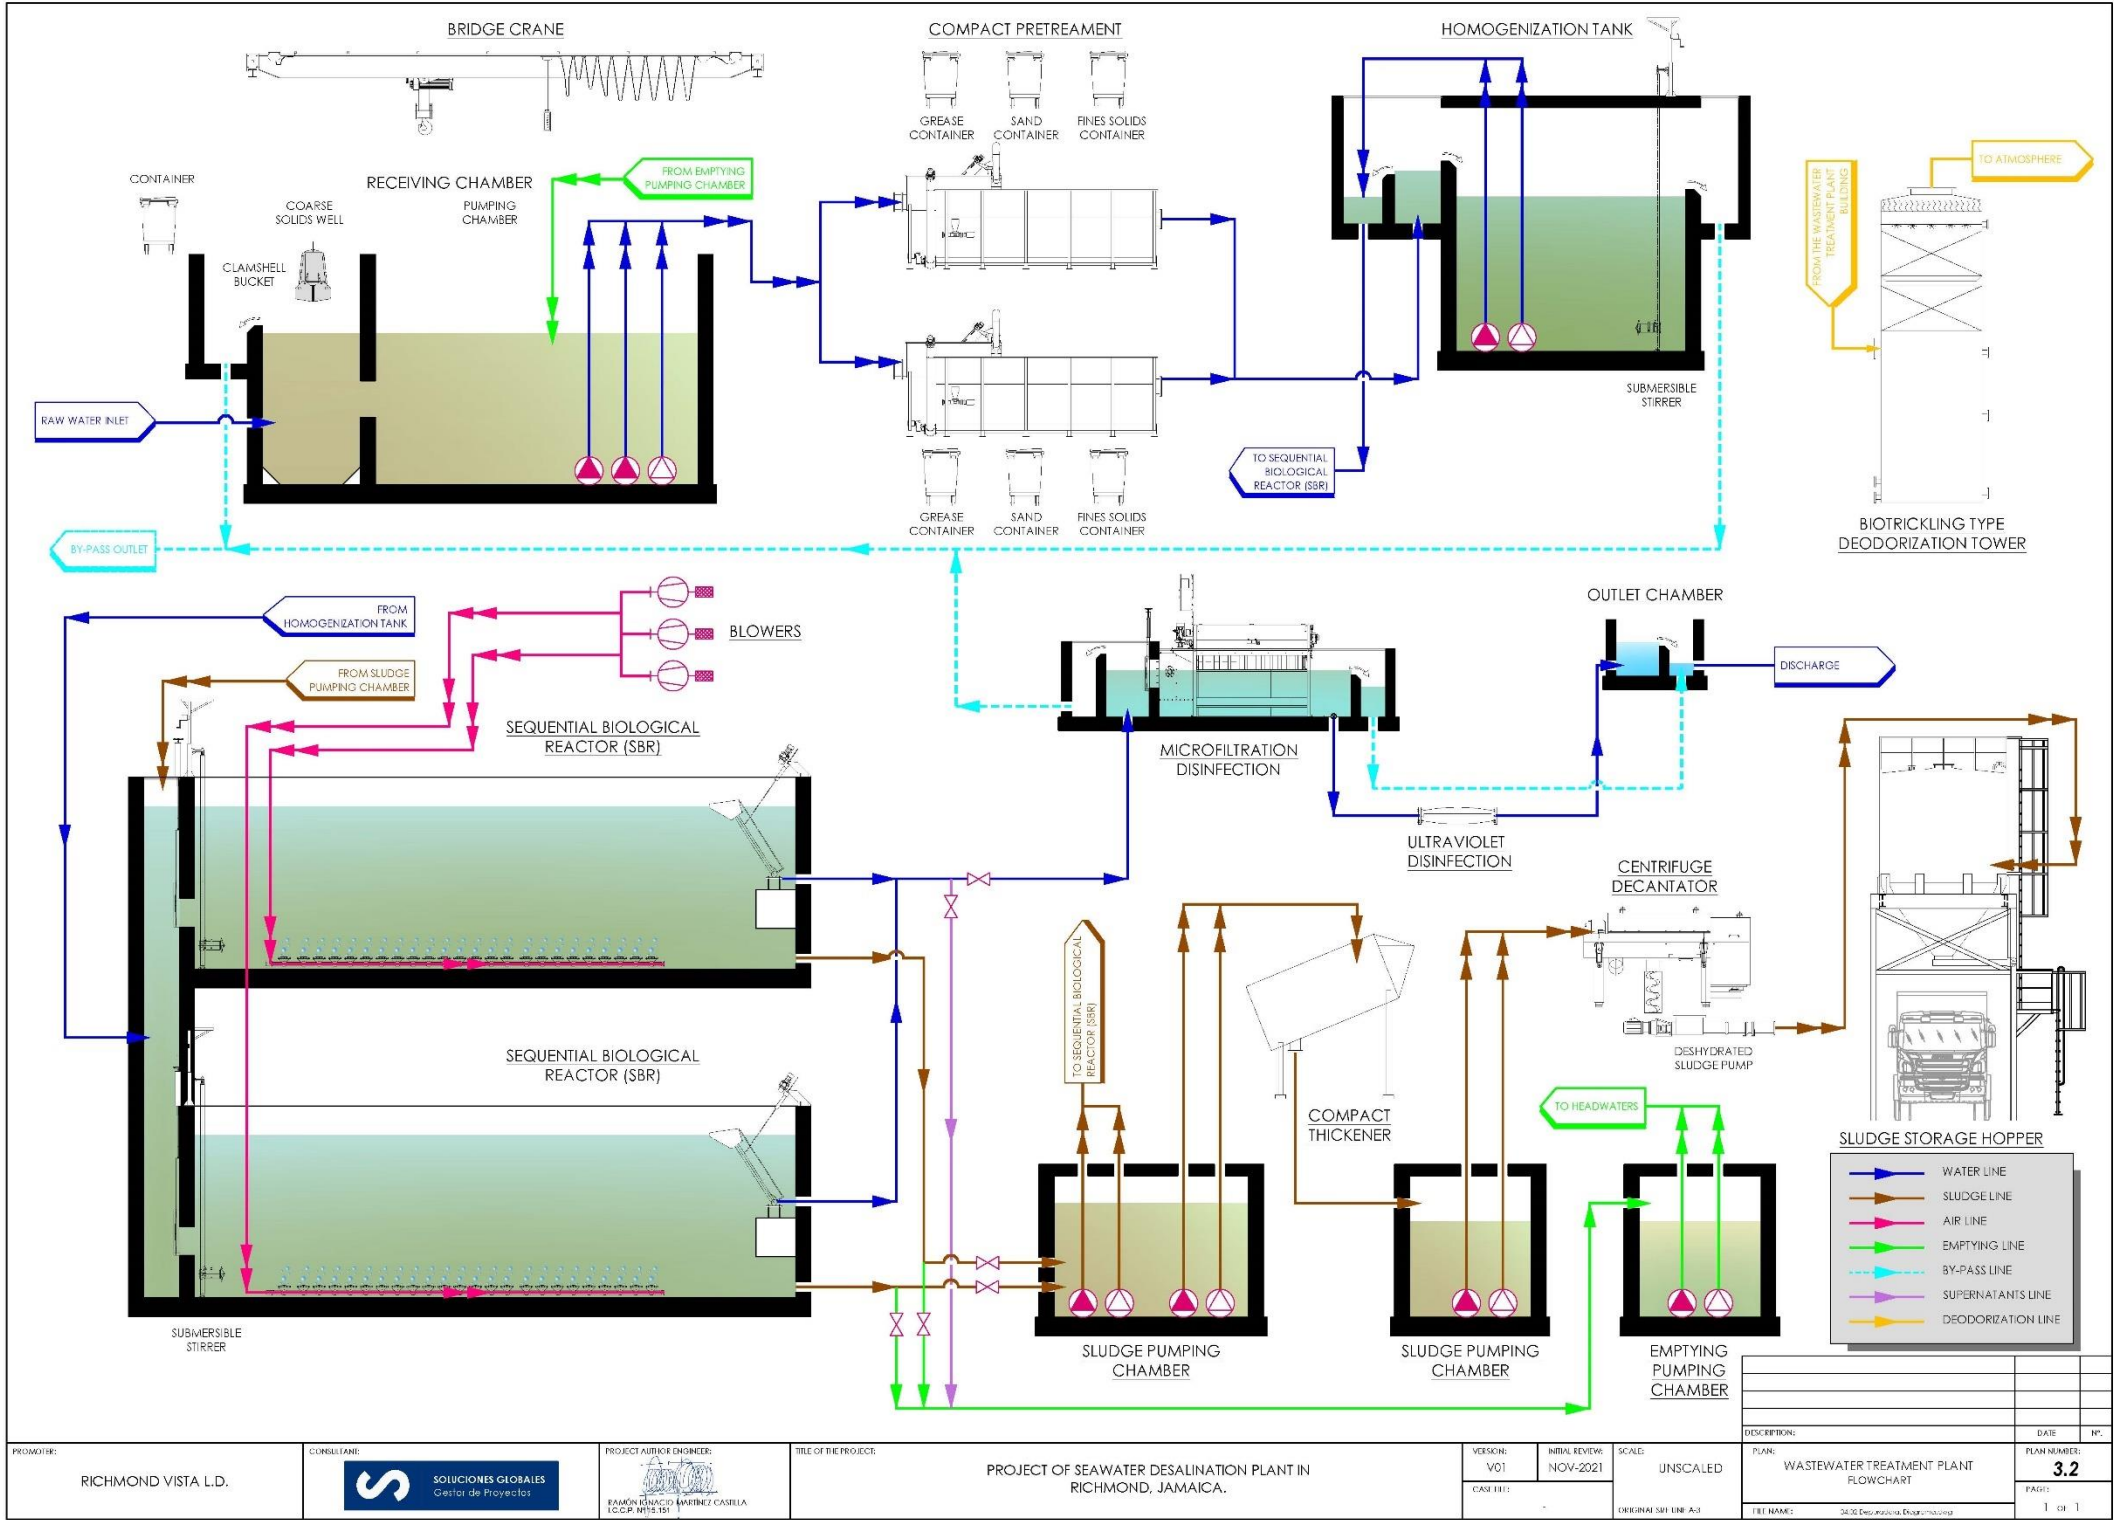 BRIDGE CRANE
COMPACT PRETREAMENT
HOMOGENIZATION TANK
GREASE
CONTAINER
SAND
CONTAINER
FINES SOLIDS
CONTAINER
CONTAINER
RECEIVING CHAMBER
FROM EMPTYING
PUMPING CHAMBER
COARSE
SOLIDS WELL
PUMPING
CHAMBER
CLAMSHELL
BUCKET
RAW WATER INLET
TO ATMOSPHERE
FROM THE WASTEWATER
TREATMENT PLANT
BUILDING
SUBMERSIBLE
STIRRER
TO SEQUENTIAL
BIOLOGICAL
REACTOR (SBR)
GREASE
CONTAINER
SAND
CONTAINER
FINES SOLIDS
CONTAINER
BIOTRICKLING TYPE
DEODORIZATION TOWER
BY-PASS OUTLET
FROM
HOMOGENIZATION TANK
BLOWERS
FROM SLUDGE
PUMPING CHAMBER
OUTLET CHAMBER
DISCHARGE
SEQUENTIAL BIOLOGICAL
REACTOR (SBR)
MICROFILTRATION
DISINFECTION
ULTRAVIOLET
DISINFECTION
CENTRIFUGE
DECANTATOR
TO SEQUENTIAL BIOLOGICAL
REACTOR (SBR)
DESHYDRATED
SLUDGE PUMP
SEQUENTIAL BIOLOGICAL
REACTOR (SBR)
COMPACT
THICKENER
TO HEADWATERS
SLUDGE STORAGE HOPPER
WATER LINE
SLUDGE LINE
AIR LINE
EMPTYING LINE
BY-PASS LINE
SUPERNATANTS LINE
DEODORIZATION LINE
SUBMERSIBLE
STIRRER
SLUDGE PUMPING
CHAMBER
SLUDGE PUMPING
CHAMBER
EMPTYING
PUMPING
CHAMBER
DESCRIPTION:
DATE
Nº.
PROMOTER:
RICHMOND VISTA L.D.
CONSULTANT:
S
SOLUCIONES GLOBALES
Gestor de Proyectos
PROJECT AUTHOR ENGINEER:
RAMÓN IGNACIO MARTÍNEZ CASTILLA
TITLE OF THE PROJECT:
PROJECT OF SEAWATER DESALINATION PLANT IN
RICHMOND, JAMAICA.
VERSION:
V01
INITIAL REVIEW:
NOV-2021
CASE FILE:
-
SCALE:
UNSCALED
PLAN:
WASTEWATER TREATMENT PLANT
FLOWCHART
FILE NAME:
PLAN NUMBER:
3.2
PAGE:
1 of 1